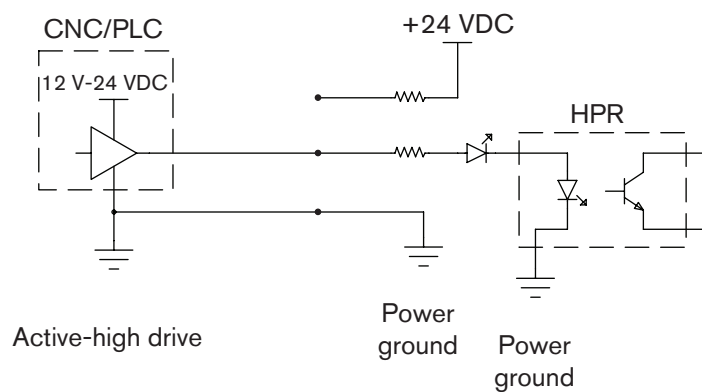 CNC/PLC
+24 VDC
12 V-24 VDC
HPR
Active-high drive
Power
ground
Power
ground